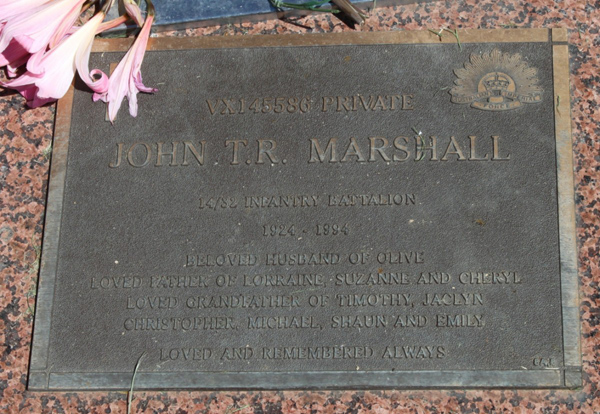 VX145586 PRIVATE
JOHN T.R. MARSHALL
14/32 INFANTRY BATTALION
1924 - 1994
BELOVED HUSBAND OF OLIVE
LOVED FATHER OF LORRAINE, SUZANNE AND CHERYL
LOVED GRANDFATHER OF TIMOTHY, JACLYN
CHRISTOPHER, MICHAEL, SHAUN AND EMILY
LOVED AND REMEMBERED ALWAYS